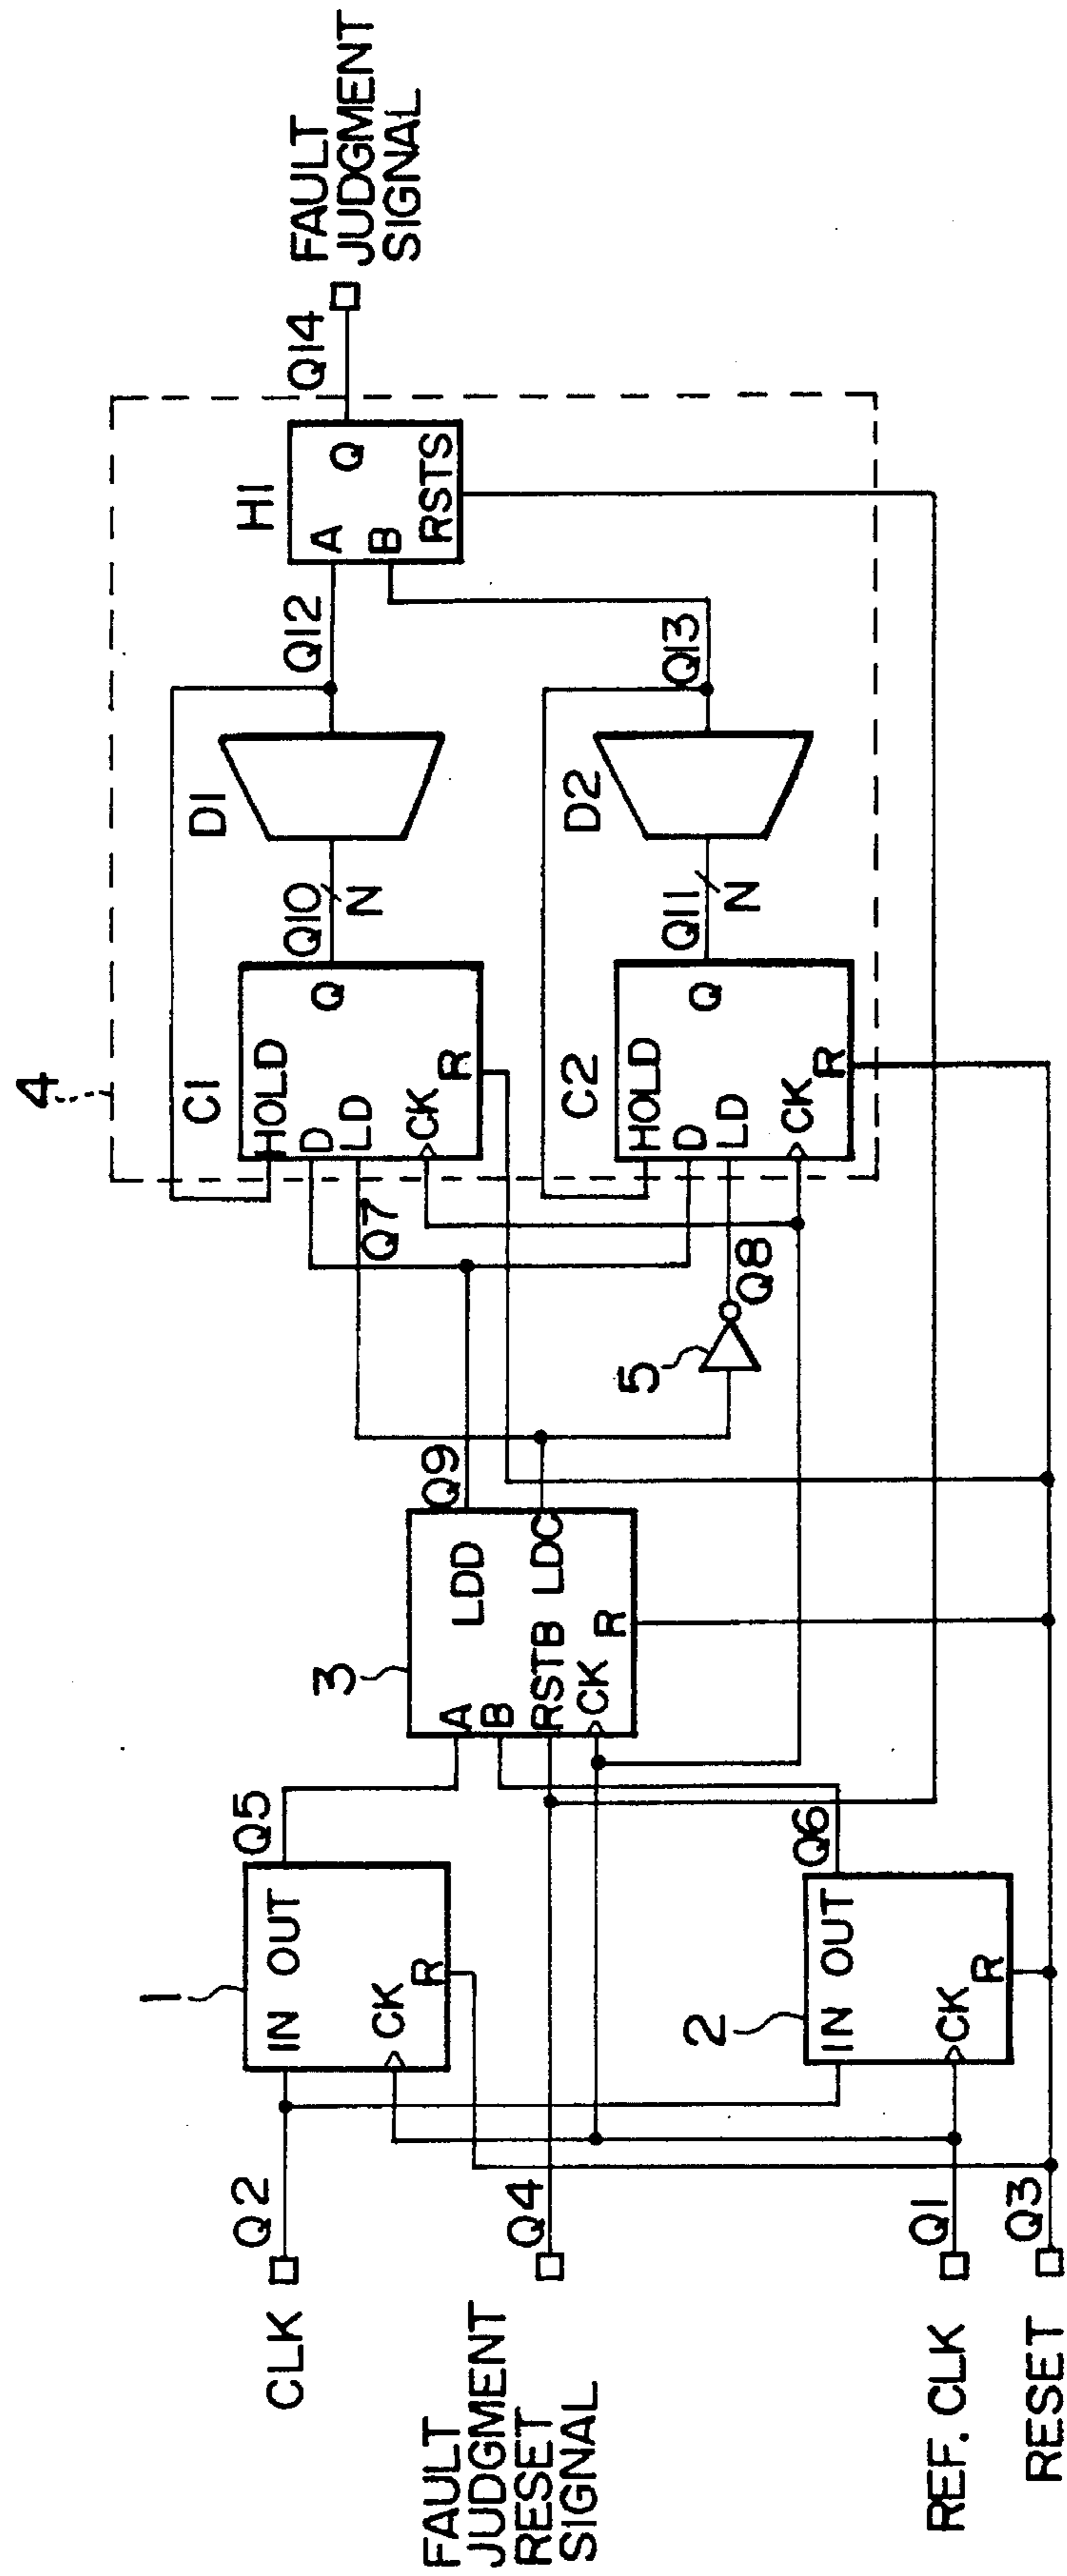 CLK
Q2
FAULT
JUDGMENT
RESET
SIGNAL
Q4
REF. CLK
Q1
RESET
Q3
1
IN OUT
CK
R
Q5
2
IN OUT
CK
R
Q6
3
A
B
RSTB
CK
R
LDD
LDC
Q9
5
Q7
Q8
4
C1
HOLD
D
LD
CK
R
Q
Q10
N
D1
Q12
C2
HOLD
D
LD
CK
R
Q
Q11
N
D2
Q13
H1
A
B
Q
RSTS
Q14
FAULT
JUDGMENT
SIGNAL